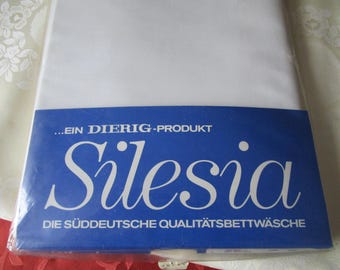 ...EIN DIERIG-PRODUKT
Silesia
DIE SÜDDEUTSCHE QUALITÄTSBETTWÄSCHE